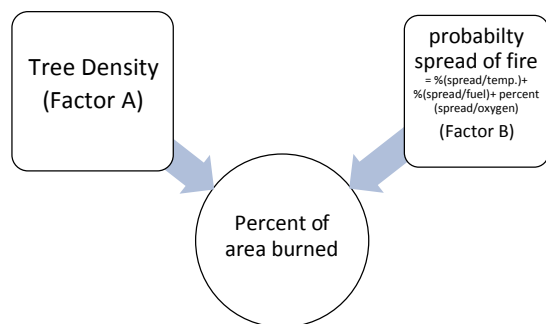 Tree Density
(Factor A)
probabilty
spread of fire
= %(spread/temp.)+
%(spread/fuel)+ percent
(spread/oxygen)
(Factor B)
Percent of
area burned